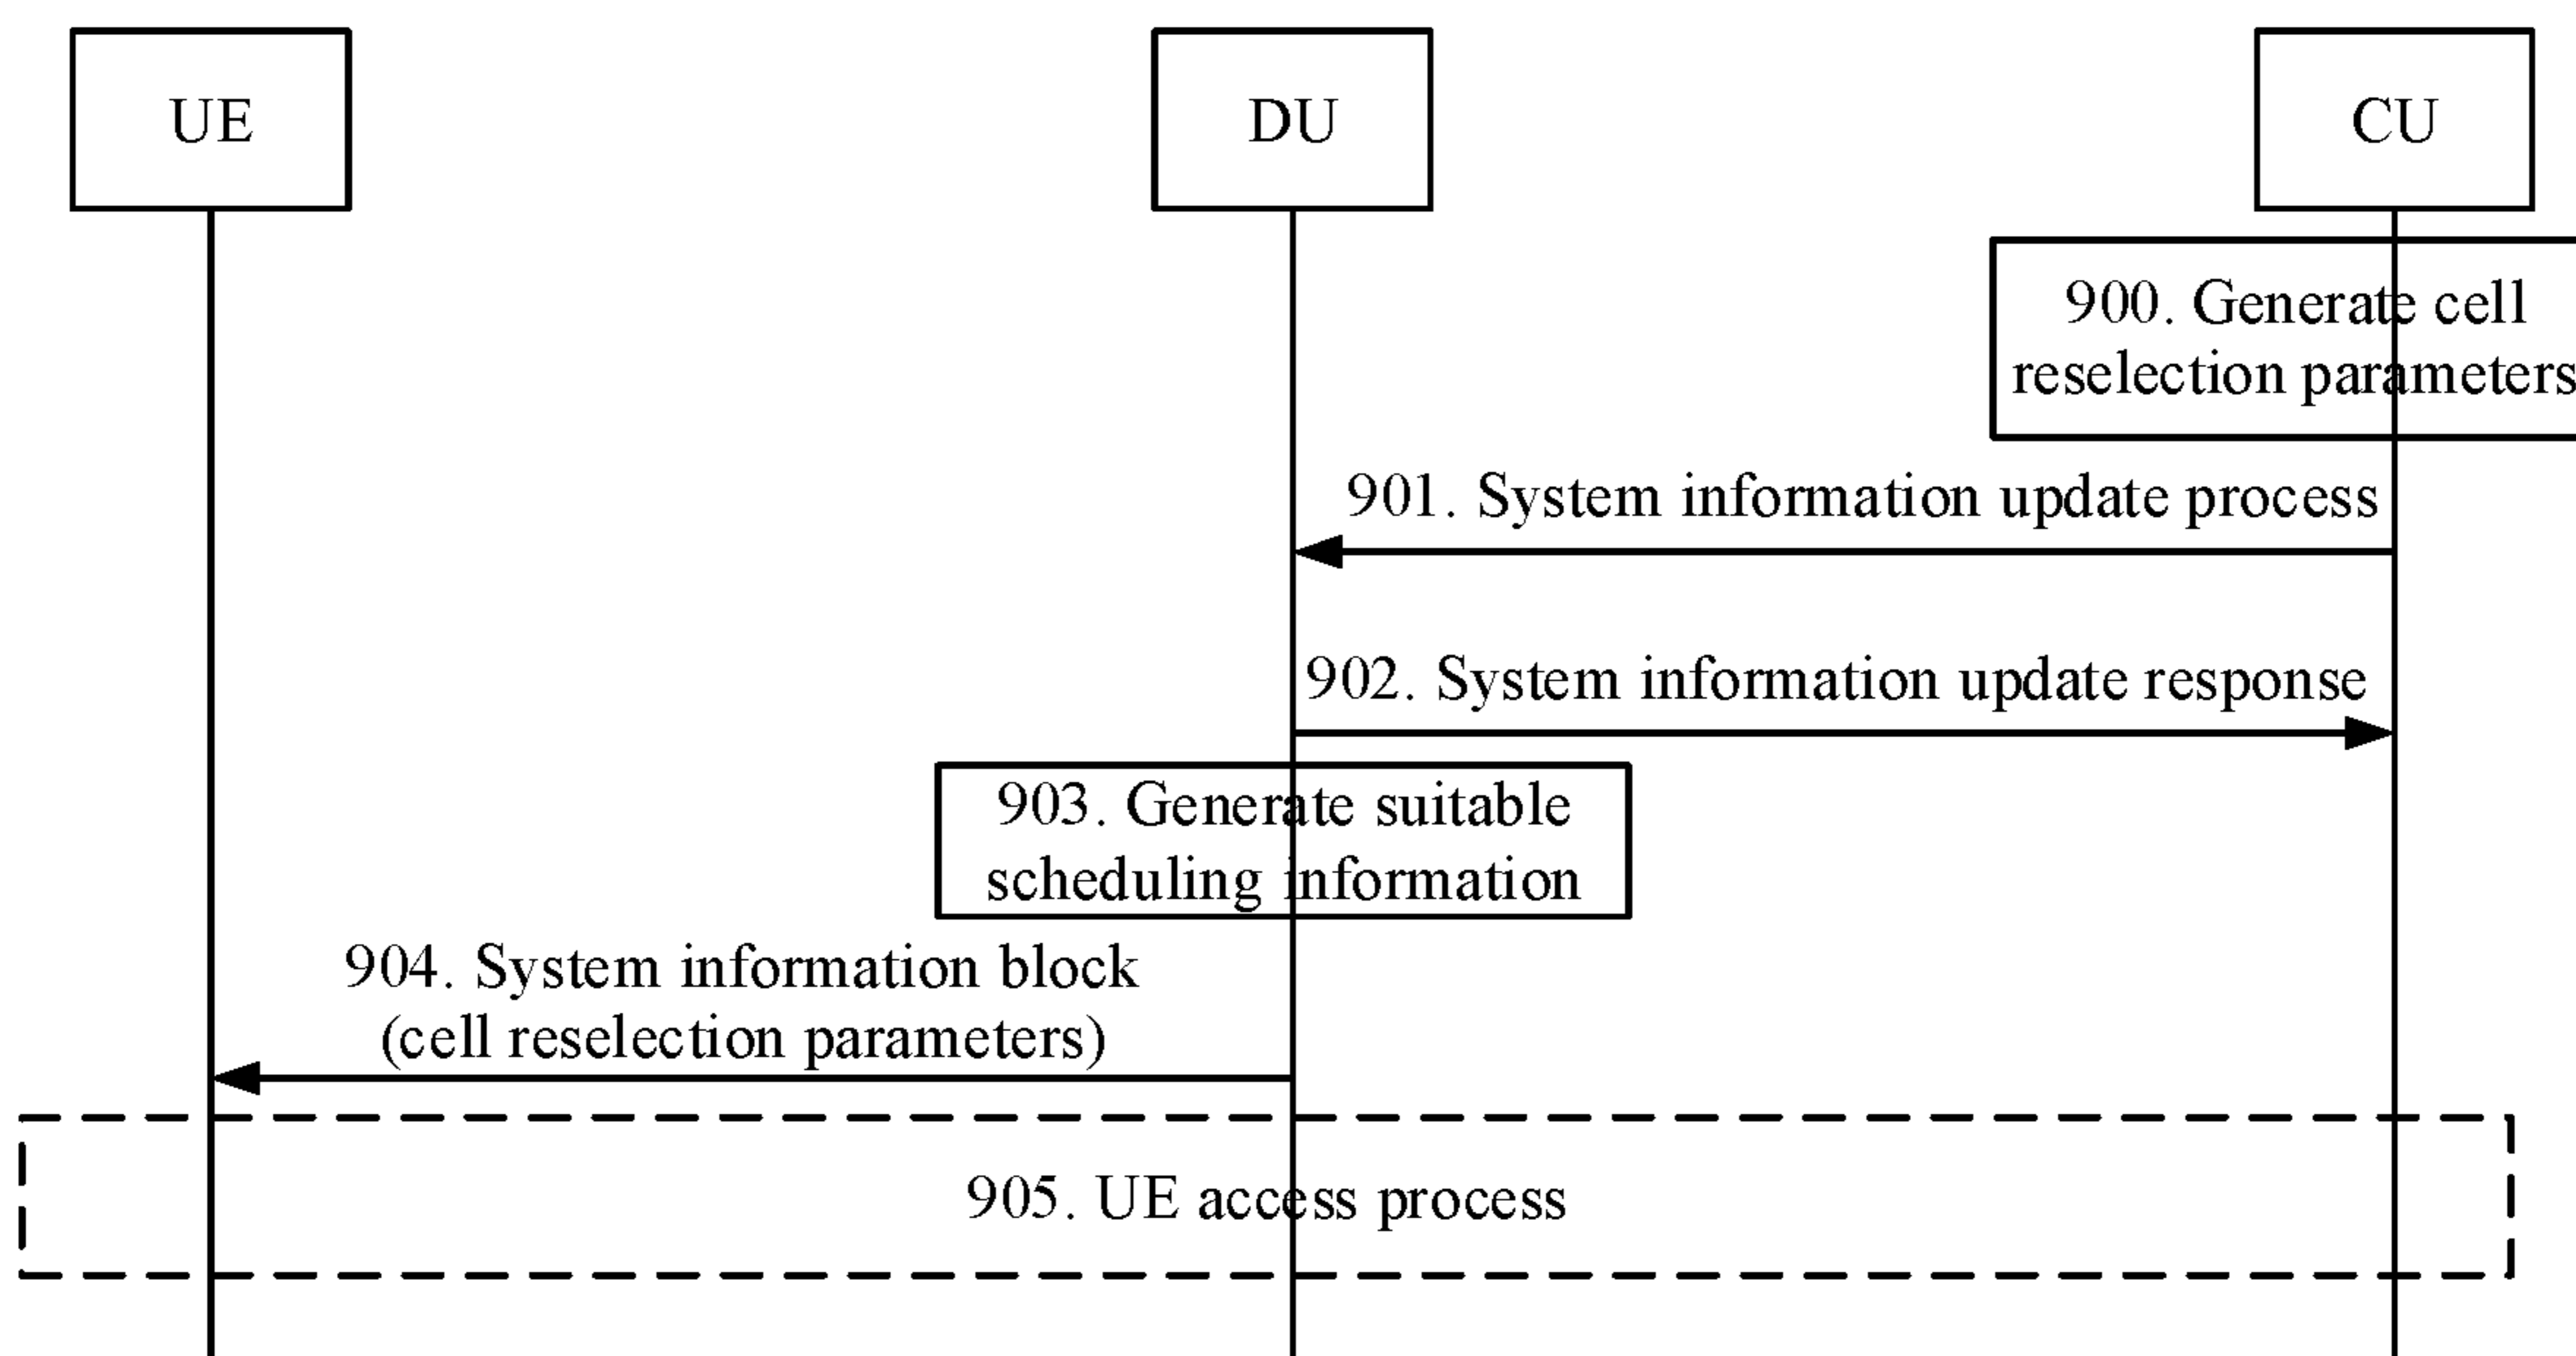 UE
DU
CU
900. Generate cell
reselection parameters
901. System information update process
902. System information update response
903. Generate suitable
scheduling information
904. System information block
(cell reselection parameters)
905. UE access process